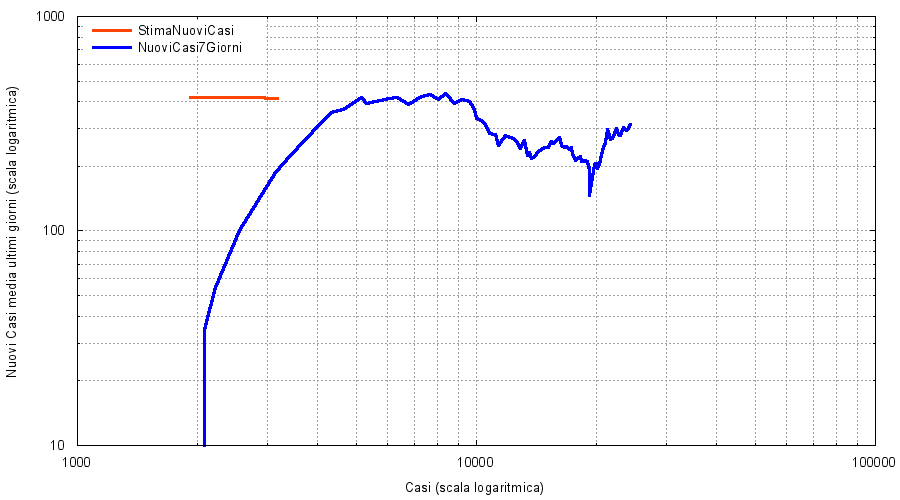 1000
StimaNuoviCasi
NuoviCasi7Giorni
Nuovi Casi media ultimi giorni (scala logaritmica)
100
10
1000
10000
100000
Casi (scala logaritmica)